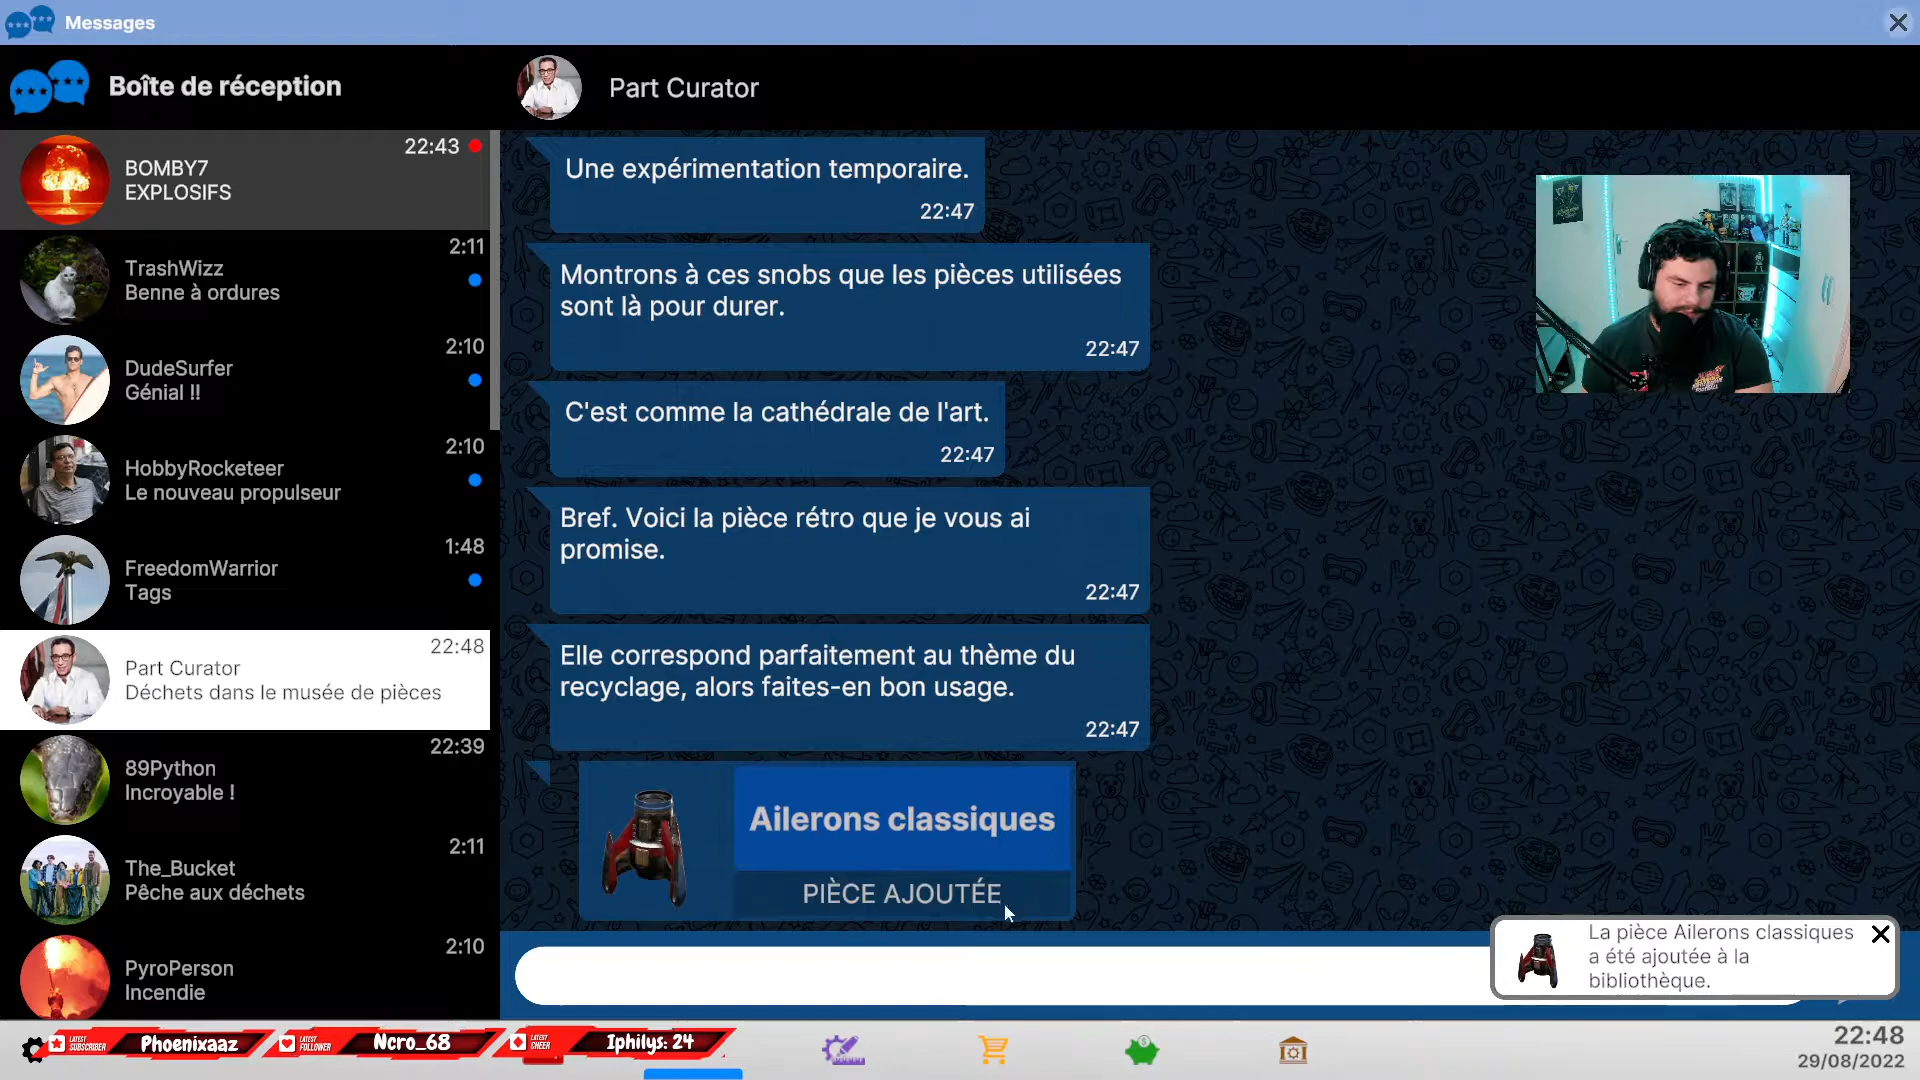 Messages
Boîte de réception
Part Curator
22:43
BOMBY7
EXPLOSIFS
2:11
TrashWizz
Benne à ordures
2:10
DudeSurfer
Génial !!
2:10
HobbyRocketeer
Le nouveau propulseur
1:48
FreedomWarrior
Tags
22:48
Part Curator
Déchets dans le musée de pièces
22:39
89Python
Incroyable !
2:11
The_Bucket
Pêche aux déchets
2:10
PyroPerson
Incendie
Une expérimentation temporaire.
22:47
Montrons à ces snobs que les pièces utilisées
sont là pour durer.
22:47
C'est comme la cathédrale de l'art.
22:47
Bref. Voici la pièce rétro que je vous ai
promise.
22:47
Elle correspond parfaitement au thème du
recyclage, alors faites-en bon usage.
22:47
Ailerons classiques
PIÈCE AJOUTÉE
La pièce Ailerons classiques
a été ajoutée à la
bibliothèque.
LATEST
SUBSCRIBER
Phoenixaaz
LATEST
FOLLOWER
Ncro_68
LATEST
CHEER
Iphilys: 24
22:48
29/08/2022